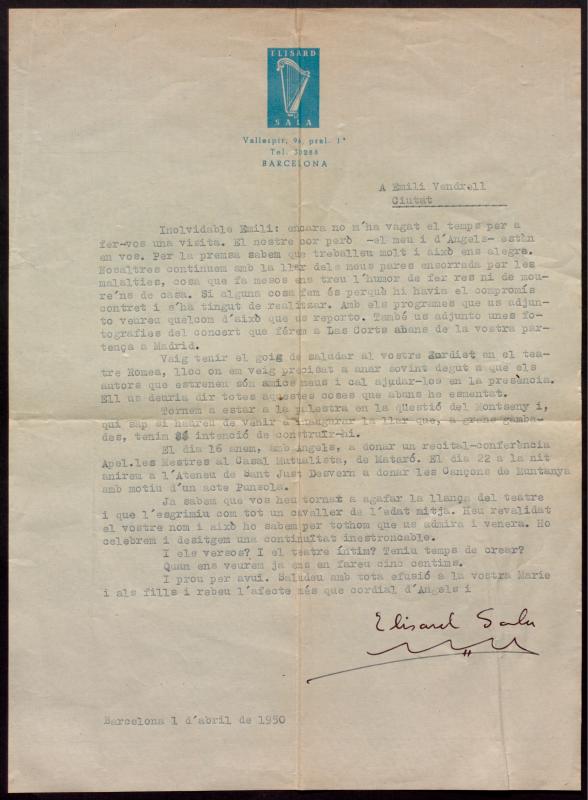 ELISARD
SALA
Vallespir, 94, pral. 1ª
Tel. 30288
BARCELONA
A Emili Vendrell
Ciutat
Inolvidable Emili: encara no m´ha vagat el temps per a
fer-vos una visita. El nostre cor però -el meu i d´Angels- estàn
en vos. Per la premsa sabem que treballeu molt i això ens alegra.
Nosaltres continuem amb la llar dels meus pares ensorrada per les
malalties, cosa que fa mesos ens treu l´humor de fer res ni de mou-
re´ns de casa. Si alguna cosa fem és perquè hi havia el compromís
contret i s´ha tingut de realitzar. Amb els programes que us adjun-
to veureu quelcom d´això que us reporto. També us adjunto unes fo-
tografies del concert que férem a Las Corts abans de la vostra par-
tença a Madrid.
Vaig tenir el goig de saludar al vostre Hurdiet en el tea-
tre Romea, lloc on em veig precisat a anar sovint degut a que els
autors que estrenen són amics meus i cal ajudar-los en la presència.
Ell us deuria dir totes aquestes coses que abans he esmentat.
Tornem a estar a la palestra en la qüestió del Montseny i,
qui sap si haureu de venir a inaugurar la llar que, a grans gamba-
des, tenim intenció de construïr-hi.
El dia 16 anem, amb Angels, a donar un recital-conferència
Apel.les Mestres al Casal Mutualista, de Mataró. El dia 22 a la nit
anirem a l´Ateneu de Sant Just Desvern a donar les Cançons de Muntanya
amb motiu d´un acte Punsola.
Ja sabem que vos heu tornat a agafar la llança del teatre
i que l´esgrimiu com tot un cavaller de l´edat mitja. Heu revalidat
el vostre nom i això ho sabem per tothom que us admira i venera. Ho
celebrem i desitgem una continuïtat inestroncable.
I els versos? I el teatre íntim? Teniu temps de crear?
Quan ens veurem ja ens en fareu cinc centims.
I prou per avui. Saludeu amb tota efusió a la vostra Marie
i als fills i rebeu l´afecte més que cordial d´Angels i
Elisard Sala
Barcelona 1 d´abril de 1950